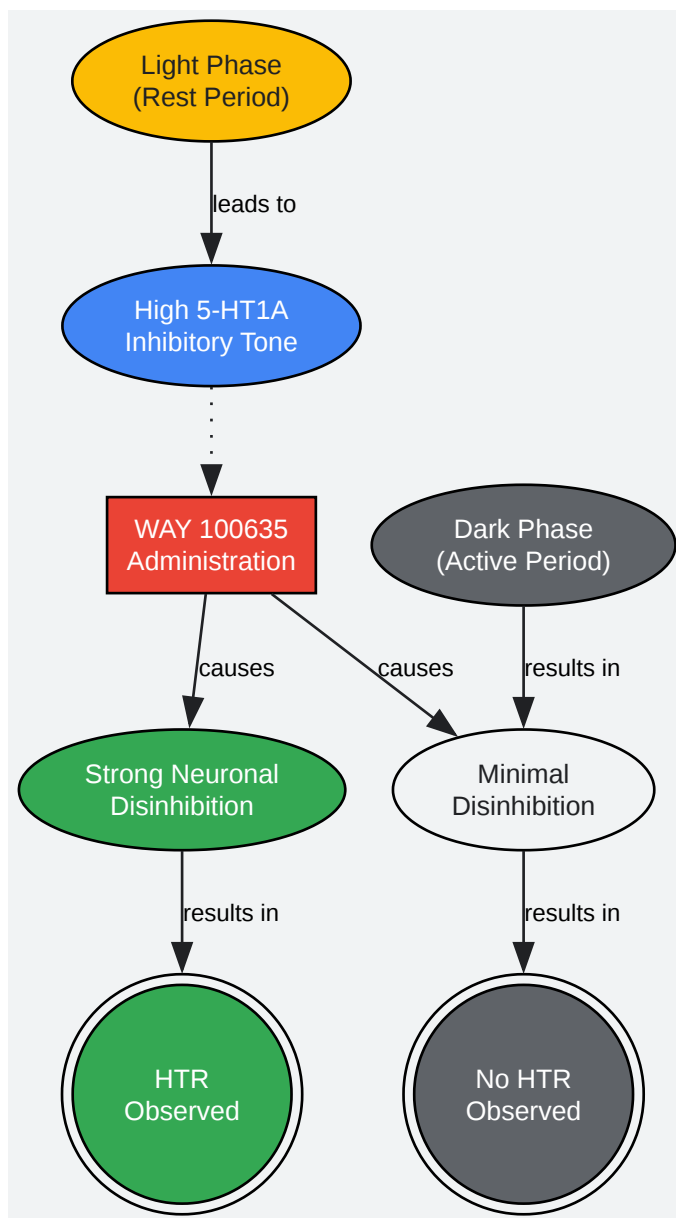 Light Phase
(Rest Period)
leads to
High 5-HT1A
Inhibitory Tone
WAY 100635
Administration
Dark Phase
(Active Period)
causes
causes
results in
Strong Neuronal
Disinhibition
Minimal
Disinhibition
results in
results in
HTR
Observed
No HTR
Observed